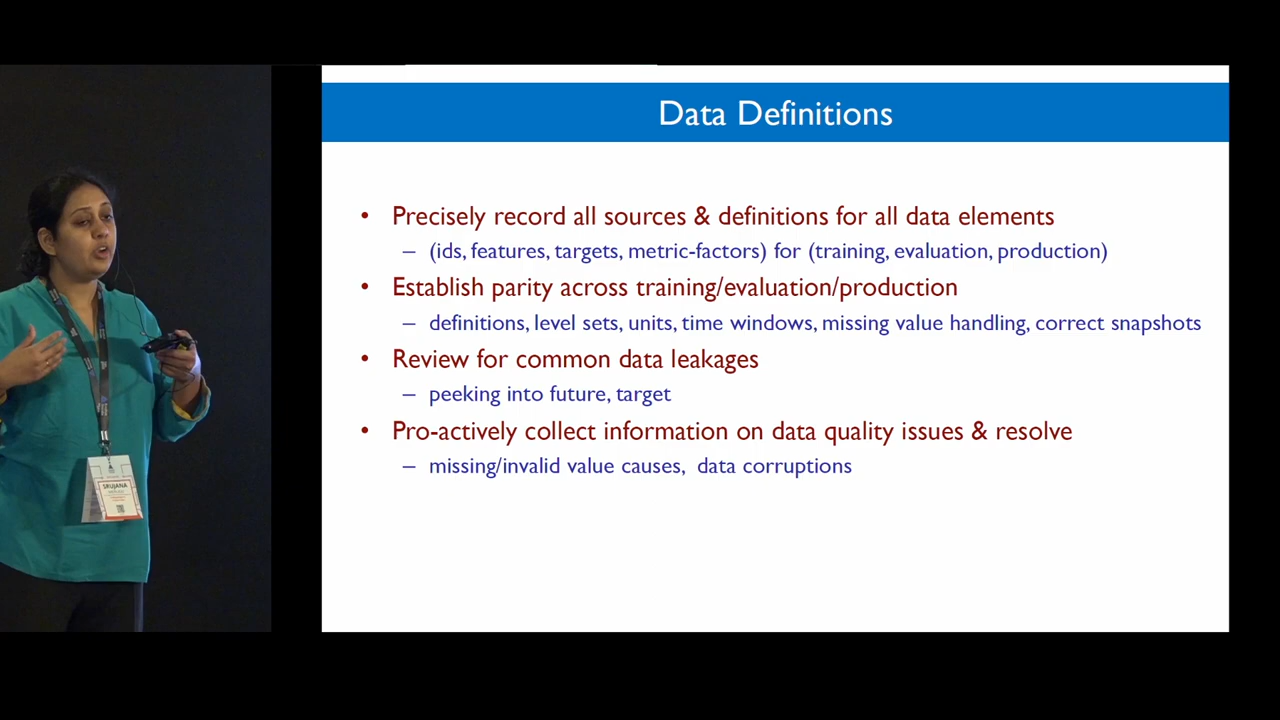 Data Definitions
• Precisely record all sources & definitions for all data elements
– (ids, features, targets, metric-factors) for (training, evaluation, production)
• Establish parity across training/evaluation/production
– definitions, level sets, units, time windows, missing value handling, correct snapshots
• Review for common data leakages
– peeking into future, target
• Pro-actively collect information on data quality issues & resolve
– missing/invalid value causes, data corruptions
SRUJANA